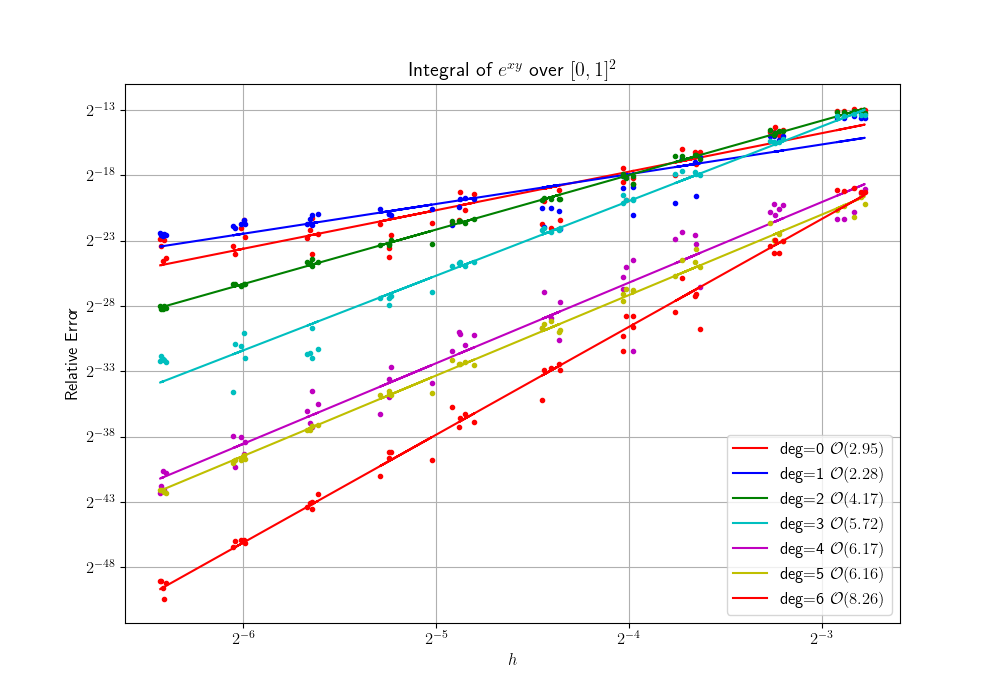 Integral of $e^{xy}$ over $[0, 1]^2$
Relative Error
$2^{-13}$
$2^{-18}$
$2^{-23}$
$2^{-28}$
$2^{-33}$
$2^{-38}$
$2^{-43}$
$2^{-48}$
deg=0 $\mathcal{O}(2.95)$
deg=1 $\mathcal{O}(2.28)$
deg=2 $\mathcal{O}(4.17)$
deg=3 $\mathcal{O}(5.72)$
deg=4 $\mathcal{O}(6.17)$
deg=5 $\mathcal{O}(6.16)$
deg=6 $\mathcal{O}(8.26)$
$2^{-6}$ $2^{-5}$ $2^{-4}$ $2^{-3}$
$h$